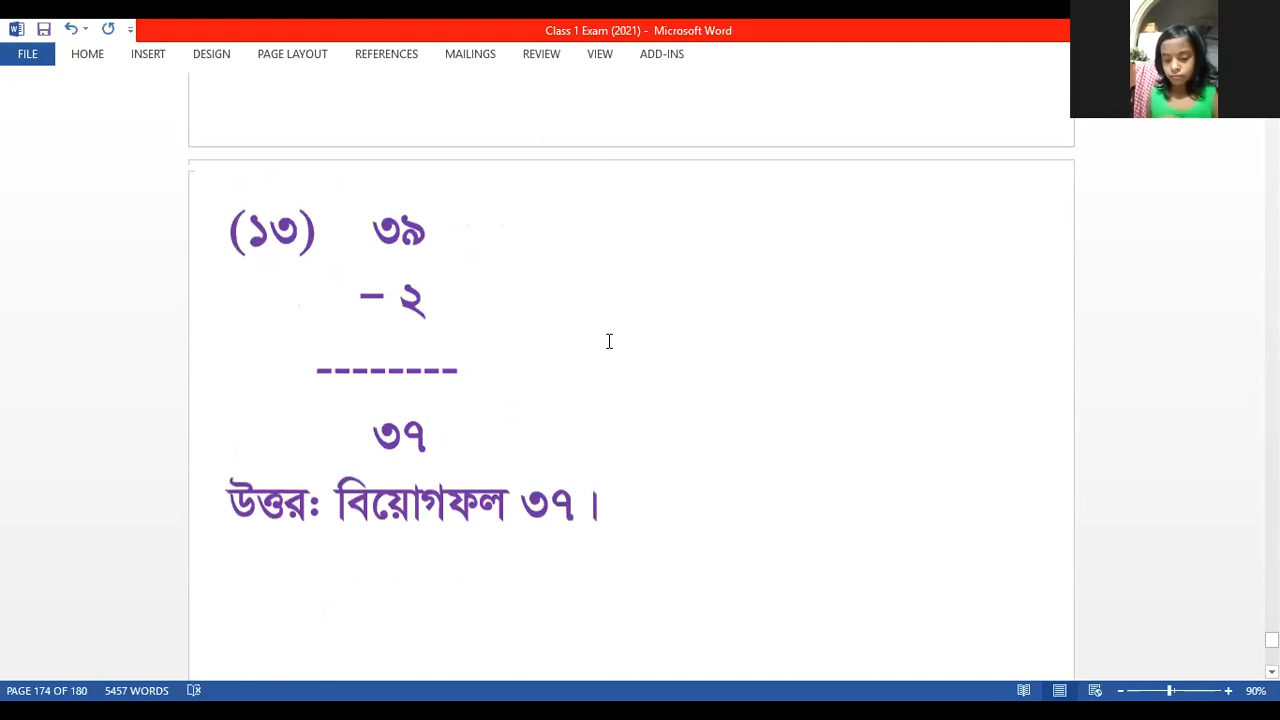 Class 1 Exam (2021) - Microsoft Word
FILE HOME INSERT DESIGN PAGE LAYOUT REFERENCES MAILINGS REVIEW VIEW ADD-INS
(১৩) ৩৯
– ২
--------
৩৭
উত্তর: বিয়োগফল ৩৭।
PAGE 174 OF 180 5457 WORDS 90%